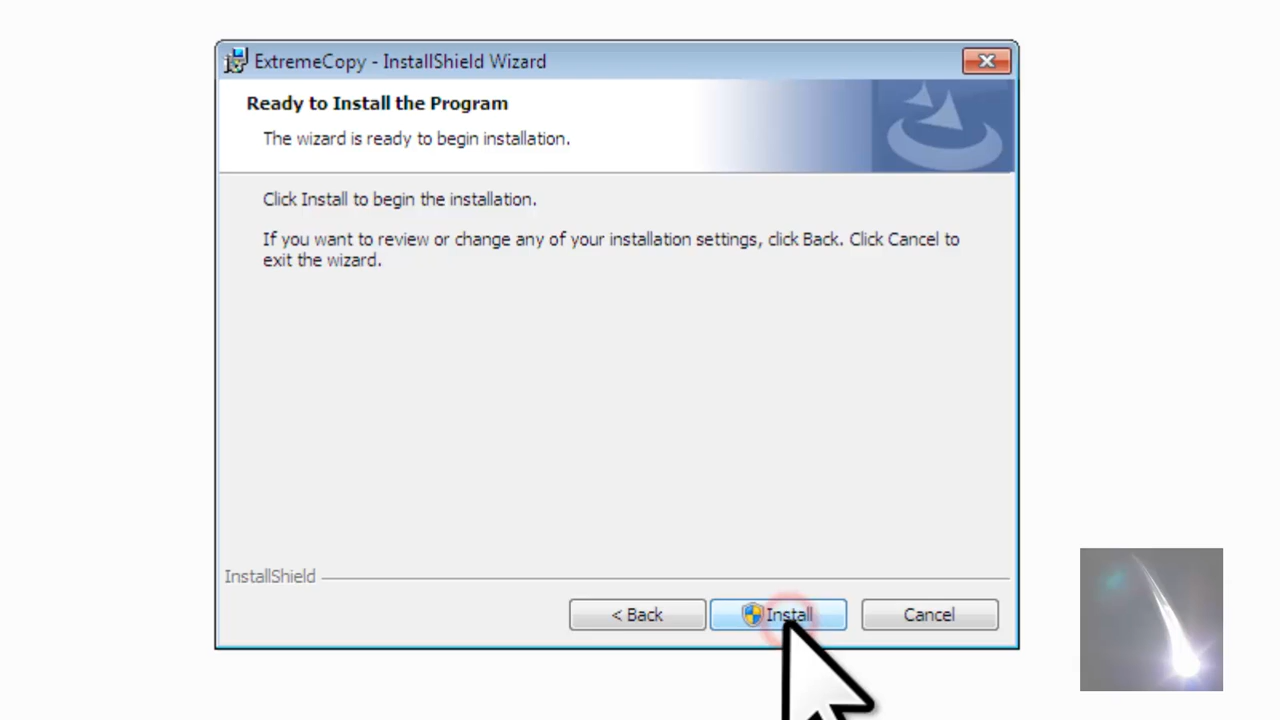 ExtremeCopy - InstallShield Wizard
Ready to Install the Program
The wizard is ready to begin installation.
Click Install to begin the installation.
If you want to review or change any of your installation settings, click Back. Click Cancel to
exit the wizard.
InstallShield
< Back Install Cancel